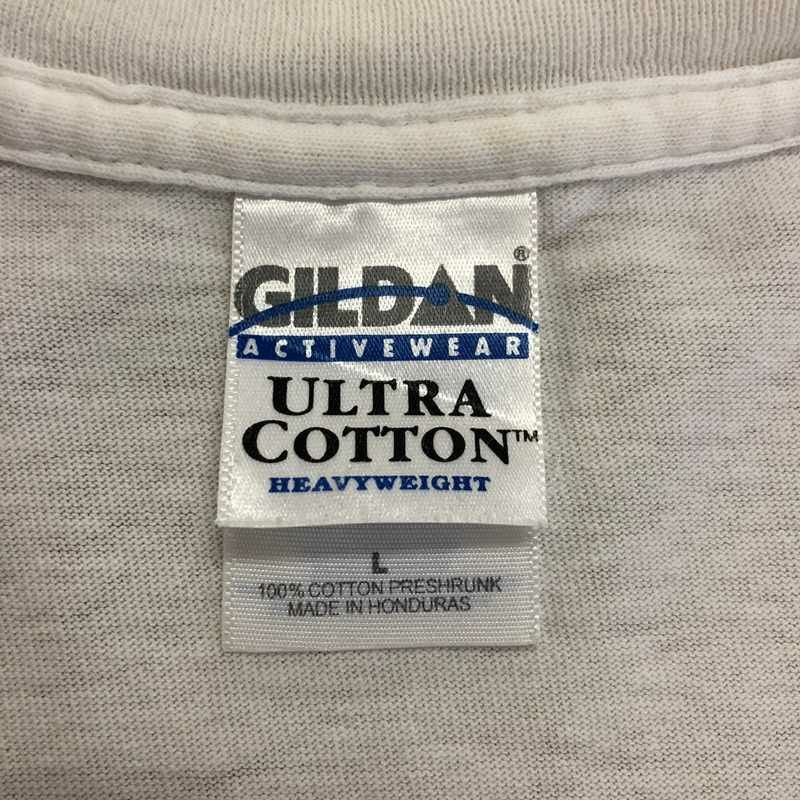 GILDAN®
ACTIVEWEAR
ULTRA
COTTON™
HEAVYWEIGHT
L
100% COTTON PRESHRUNK
MADE IN HONDURAS